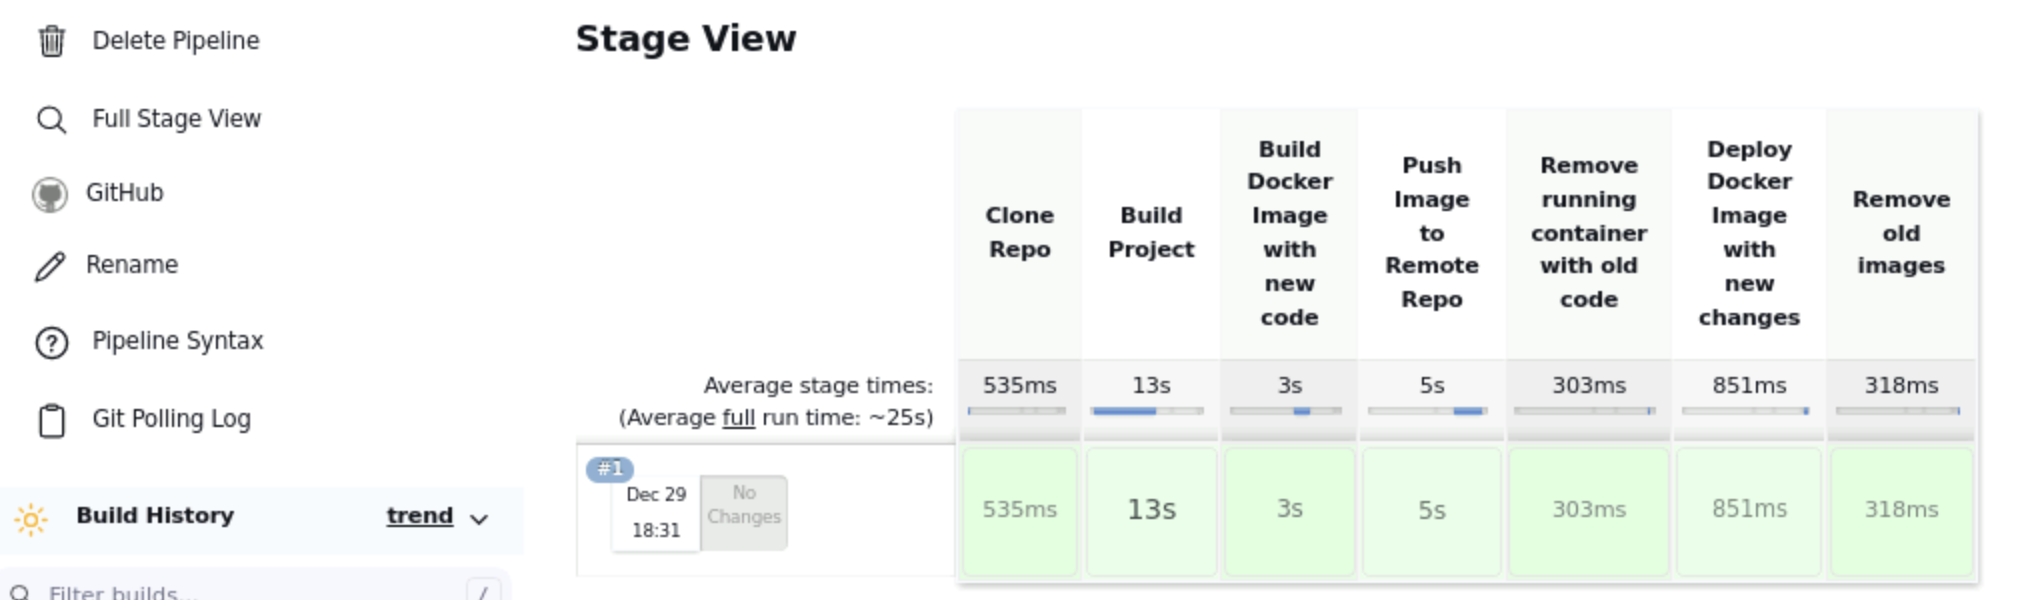 Delete Pipeline
Full Stage View
GitHub
Rename
Pipeline Syntax
Git Polling Log
Build History trend
Filter builds... /
Stage View
Clone
Repo
Build
Project
Build
Docker
Image
with
new
code
Push
Image
to
Remote
Repo
Remove
running
container
with old
code
Deploy
Docker
Image
with
new
changes
Remove
old
images
Average stage times:
(Average full run time: ~25s)
535ms 13s 3s 5s 303ms 851ms 318ms
#1
Dec 29
18:31
No
Changes
535ms 13s 3s 5s 303ms 851ms 318ms